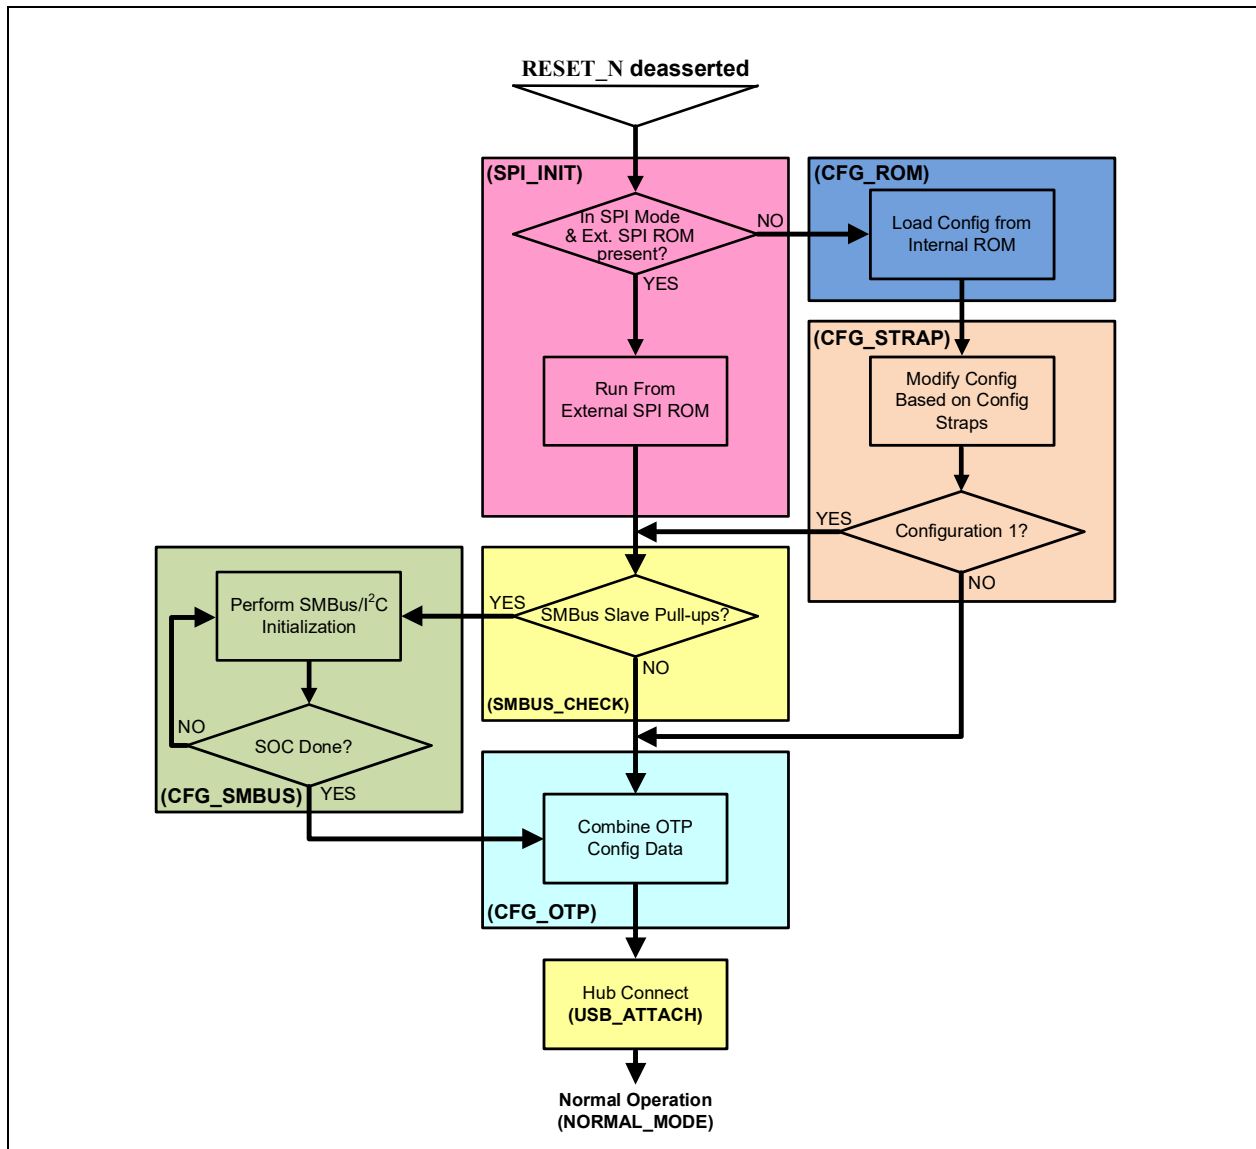 RESET_N deasserted
(SPI_INIT)
In SPI Mode
& Ext. SPI ROM
present?
NO
YES
Run From
External SPI ROM
(CFG_ROM)
Load Config from
Internal ROM
(CFG_STRAP)
Modify Config
Based on Config
Straps
YES
Configuration 1?
NO
Perform SMBus/I²C
Initialization
YES
SMBus Slave Pull-ups?
NO
(SMBUS_CHECK)
NO
SOC Done?
(CFG_SMBUS)
YES
Combine OTP
Config Data
(CFG_OTP)
Hub Connect
(USB_ATTACH)
Normal Operation
(NORMAL_MODE)